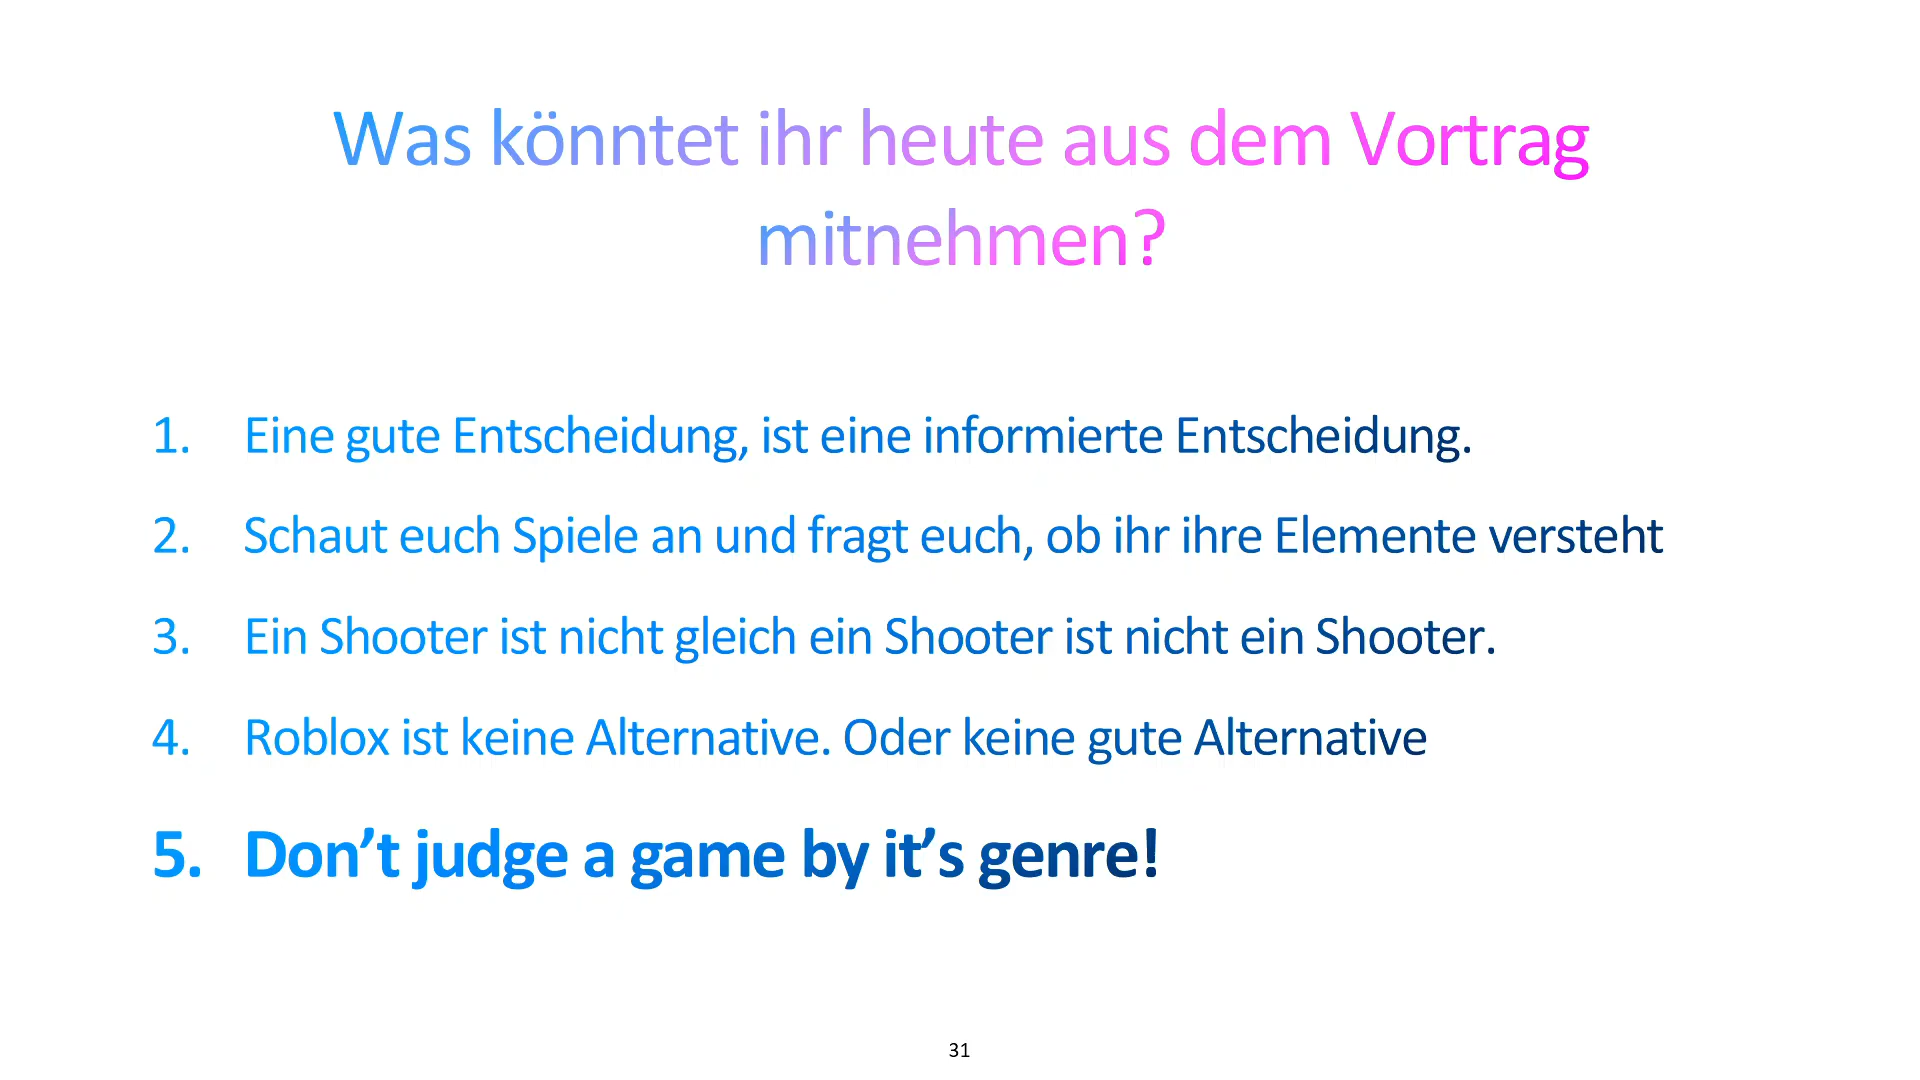 Was könntet ihr heute aus dem Vortrag
mitnehmen?
1. Eine gute Entscheidung, ist eine informierte Entscheidung.
2. Schaut euch Spiele an und fragt euch, ob ihr ihre Elemente versteht
3. Ein Shooter ist nicht gleich ein Shooter ist nicht ein Shooter.
4. Roblox ist keine Alternative. Oder keine gute Alternative
5. Don’t judge a game by it’s genre!
31